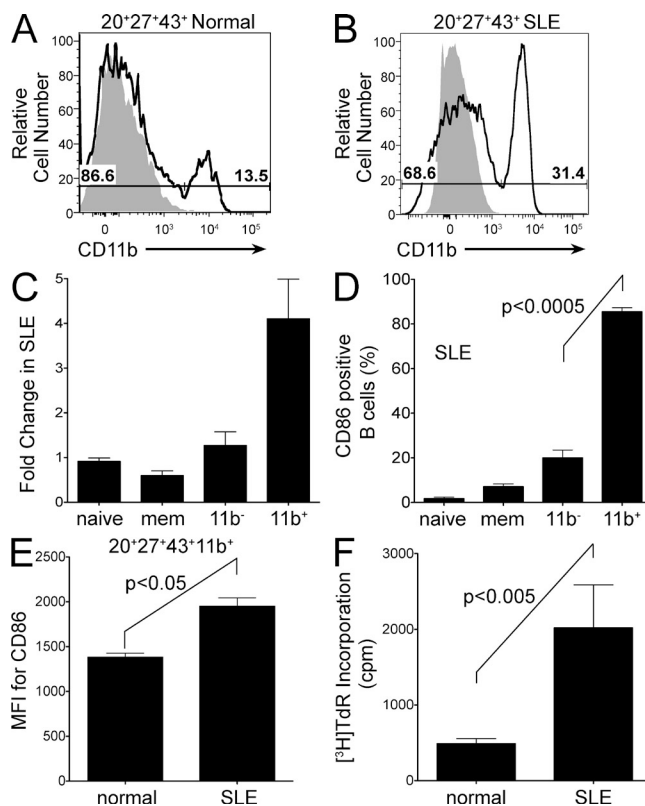 A
20⁺27⁺43⁺ Normal
Relative
Cell Number
100
80
60
40
20
0
86.6
13.5
0
10³
10⁴
10⁵
CD11b
B
20⁺27⁺43⁺ SLE
Relative
Cell Number
100
80
60
40
20
0
68.6
31.4
0
10³
10⁴
10⁵
CD11b
C
Fold Change in SLE
5
4
3
2
1
0
naive
mem
11b⁻
11b⁺
D
CD86 positive
B cells (%)
100
80
60
40
20
0
SLE
p<0.0005
naive
mem
11b⁻
11b⁺
E
20⁺27⁺43⁺11b⁺
MFI for CD86
2500
2000
1500
1000
500
0
p<0.05
normal
SLE
F
[³H]TdR Incorporation
(cpm)
3000
2000
1000
0
p<0.005
normal
SLE